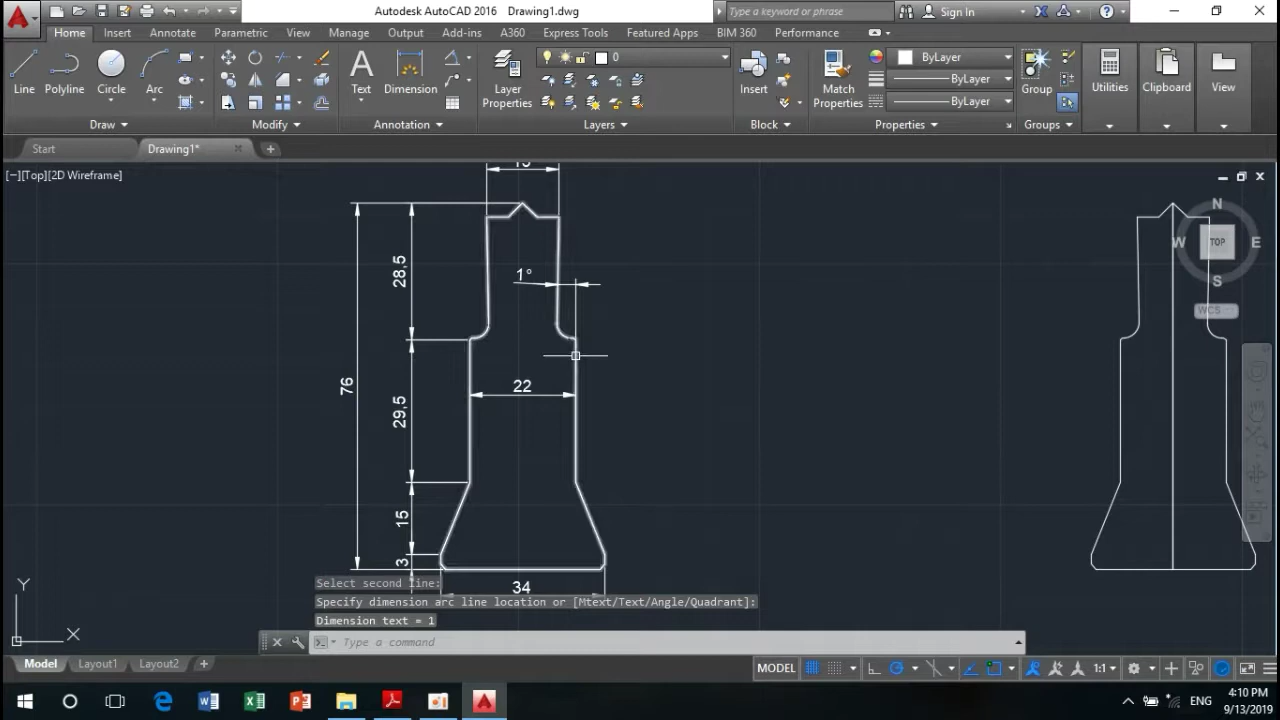 Autodesk AutoCAD 2016 Drawing1.dwg
Type a keyword or phrase
Sign In
Home Insert Annotate Parametric View Manage Output Add-ins A360 Express Tools Featured Apps BIM 360 Performance
0
ByLayer
ByLayer
ByLayer
Line Polyline Circle Arc
Text Dimension
Layer
Properties
Insert
Match
Properties
Group
Utilities
Clipboard
View
Draw Modify Annotation Layers Block Properties Groups
Start Drawing1*
[−][Top][2D Wireframe]
N
W TOP E
S
WCS
28,5
1°
76
22
29,5
15
3
34
Select second line:
Specify dimension arc line location or [Mtext/Text/Angle/Quadrant]:
Dimension text = 1
Type a command
Y
X
Model Layout1 Layout2
MODEL
1:1
ENG
4:10 PM
9/13/2019